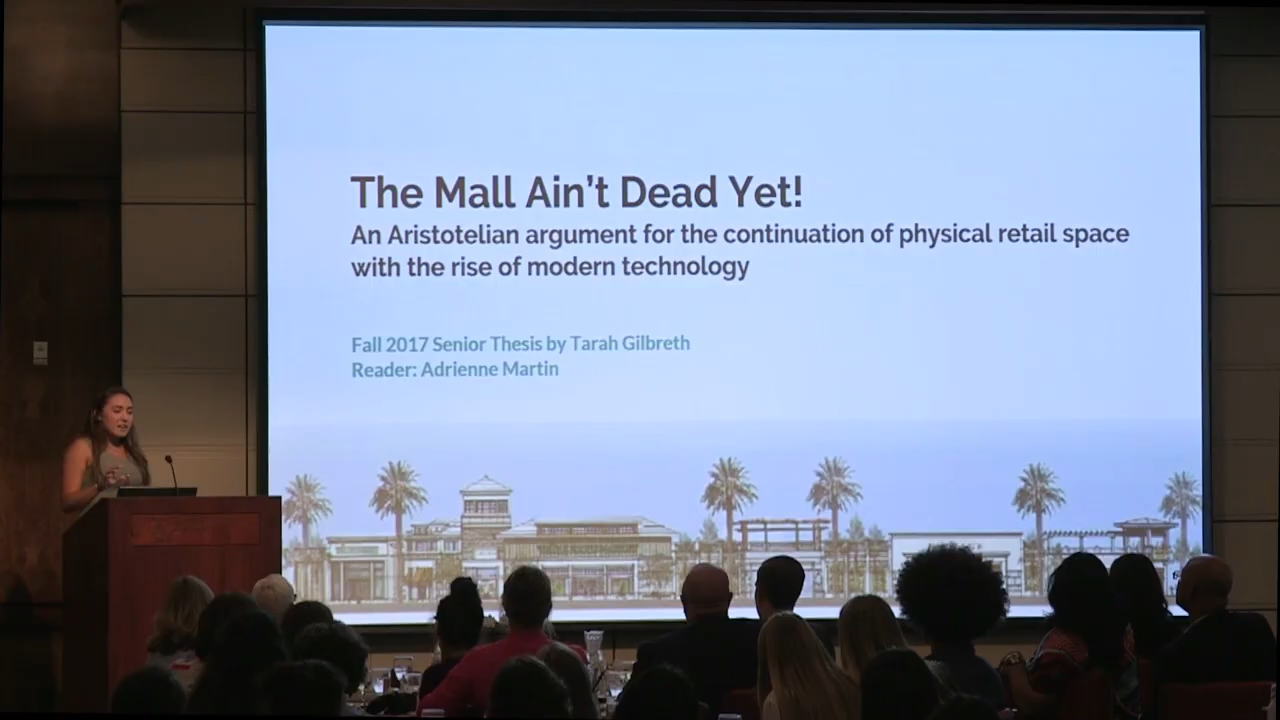 The Mall Ain't Dead Yet!
An Aristotelian argument for the continuation of physical retail space
with the rise of modern technology
Fall 2017 Senior Thesis by Tarah Gilbreth
Reader: Adrienne Martin